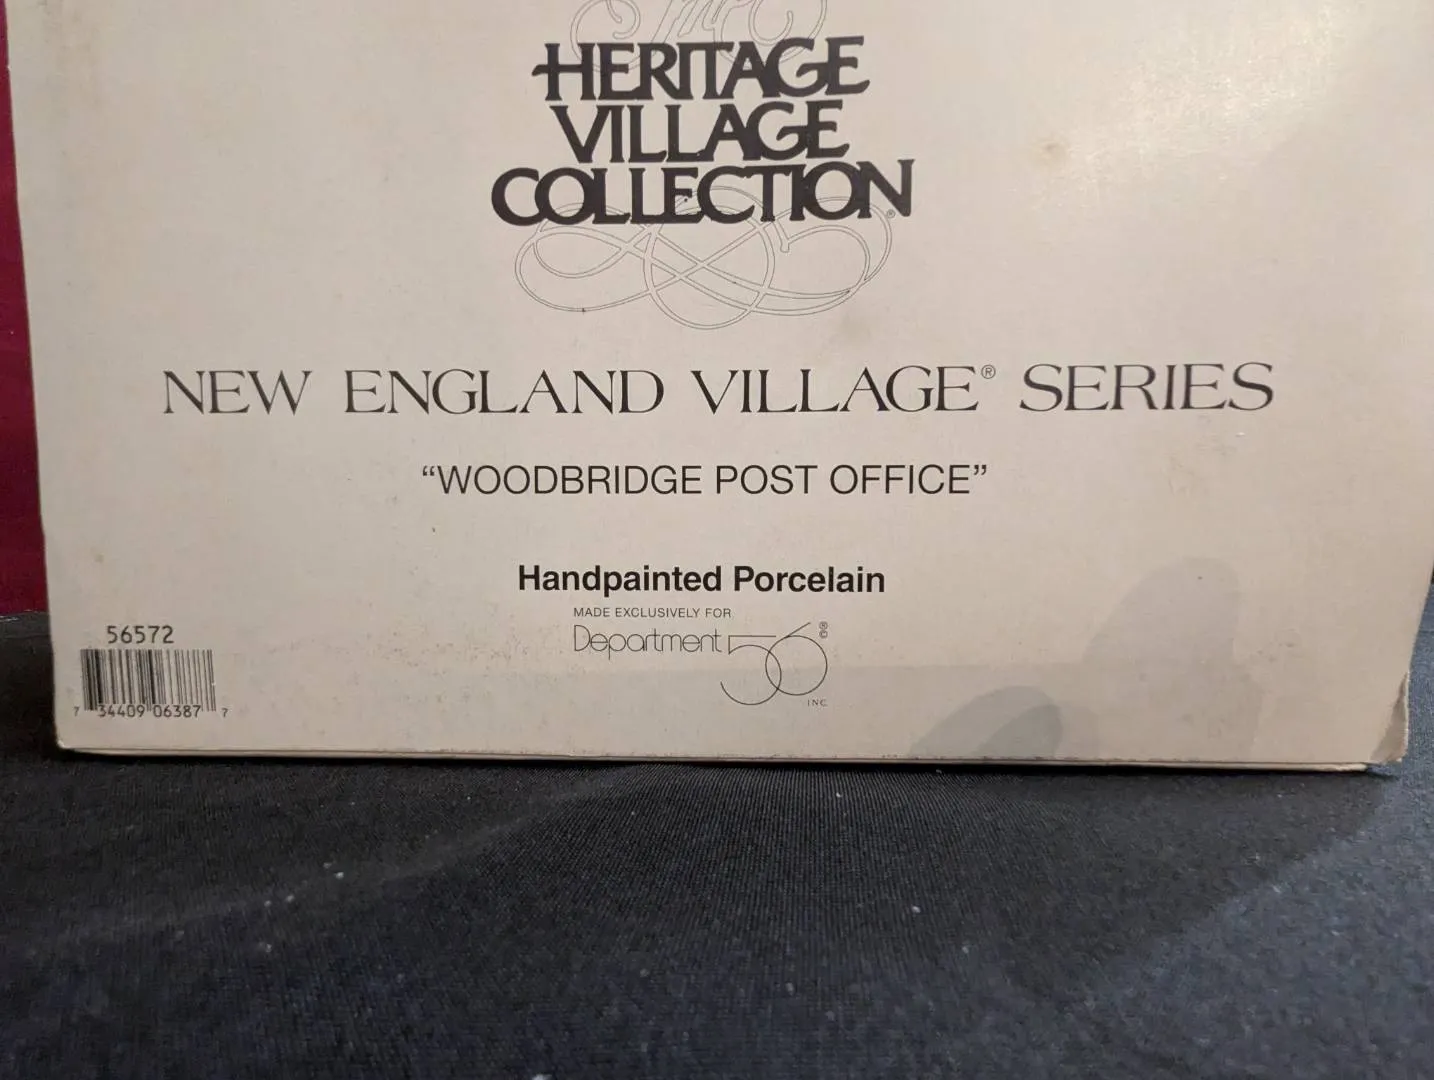 The
HERITAGE
VILLAGE
COLLECTION®
NEW ENGLAND VILLAGE® SERIES
“WOODBRIDGE POST OFFICE”
Handpainted Porcelain
MADE EXCLUSIVELY FOR
Department 56®©
INC
56572
7 34409 06387 7